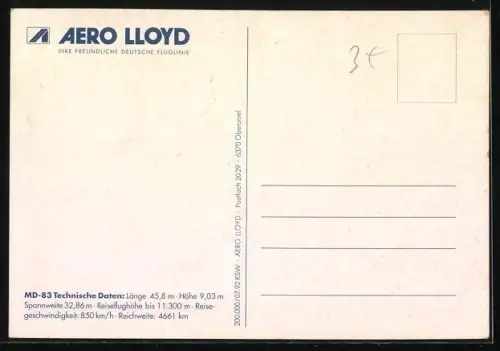 AERO LLOYD
IHRE FREUNDLICHE DEUTSCHE FLUGLINIE
3€
200.000/07-92 KSW · AERO LLOYD · Postfach 2029 · 6370 Oberursel
MD-83 Technische Daten: Länge 45,8 m · Höhe 9,03 m
Spannweite 32,86 m · Reiseflughöhe bis 11.300 m · Reise-
geschwindigkeit: 850 km/h · Reichweite: 4661 km